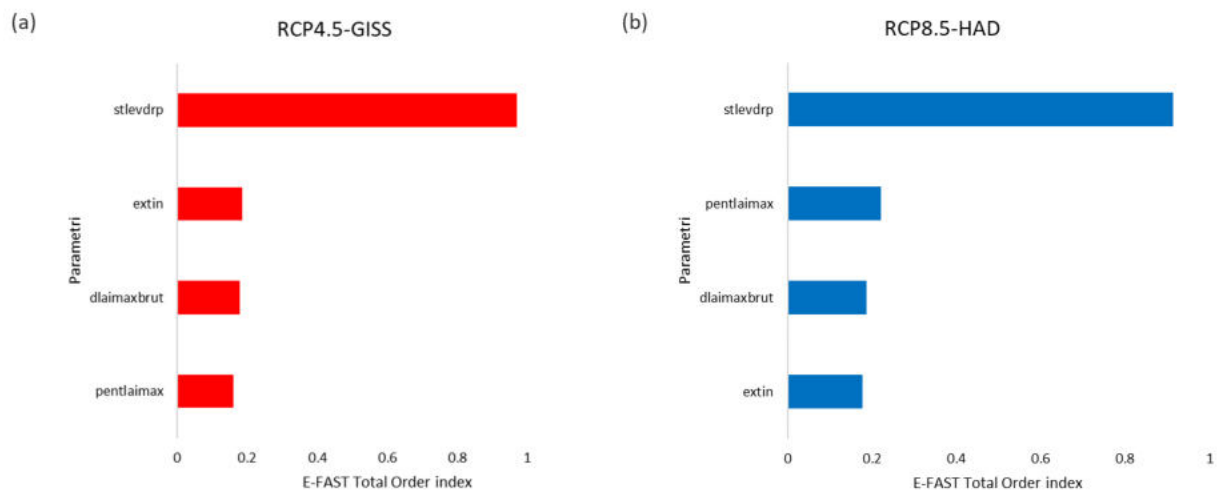 (a)
RCP4.5-GISS
Parametri
stlevdrp
extin
dlaimaxbrut
pentlaimax
0 0.2 0.4 0.6 0.8 1
E-FAST Total Order index
(b)
RCP8.5-HAD
Parametri
stlevdrp
pentlaimax
dlaimaxbrut
extin
0 0.2 0.4 0.6 0.8 1
E-FAST Total Order index